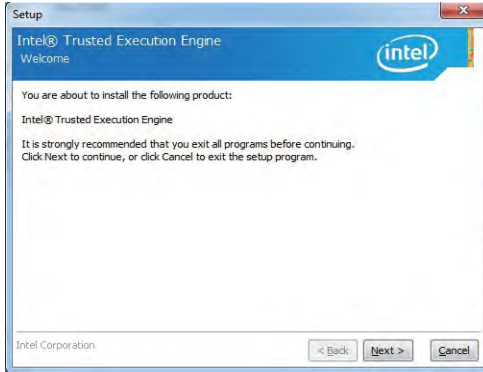 Setup
Intel® Trusted Execution Engine
Welcome
intel
You are about to install the following product:
Intel® Trusted Execution Engine
It is strongly recommended that you exit all programs before continuing.
Click Next to continue, or click Cancel to exit the setup program.
Intel Corporation
< Back
Next >
Cancel